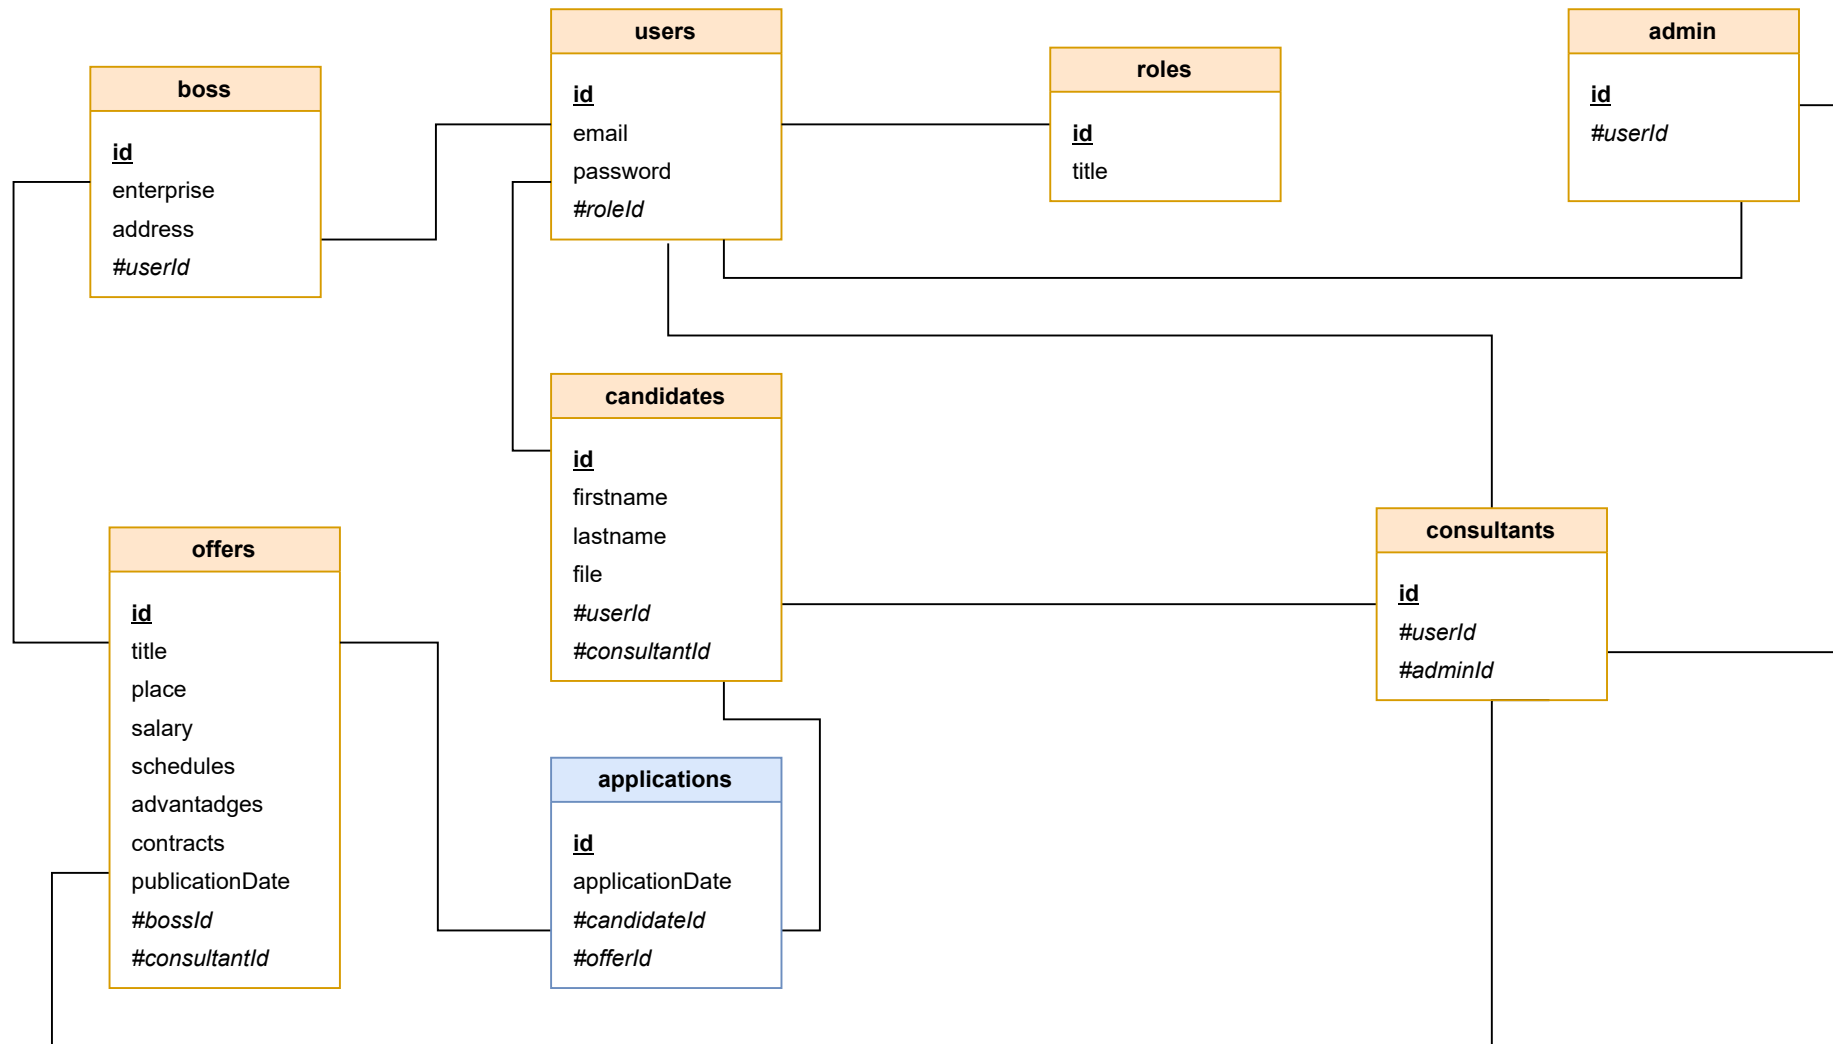 users
id
email
password
#roleId
admin
id
#userId
roles
id
title
boss
id
enterprise
address
#userId
candidates
id
firstname
lastname
file
#userId
#consultantId
consultants
id
#userId
#adminId
offers
id
title
place
salary
schedules
advantadges
contracts
publicationDate
#bossId
#consultantId
applications
id
applicationDate
#candidateId
#offerId